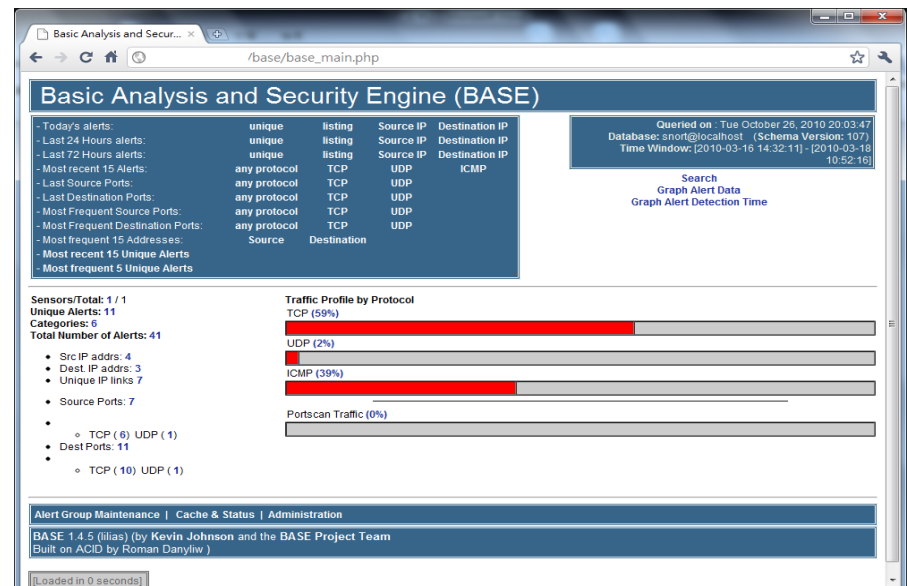 Basic Analysis and Secur...
/base/base_main.php
Basic Analysis and Security Engine (BASE)
- Today's alerts: unique listing Source IP Destination IP
- Last 24 Hours alerts: unique listing Source IP Destination IP
- Last 72 Hours alerts: unique listing Source IP Destination IP
- Most recent 15 Alerts: any protocol TCP UDP ICMP
- Last Source Ports: any protocol TCP UDP
- Last Destination Ports: any protocol TCP UDP
- Most Frequent Source Ports: any protocol TCP UDP
- Most Frequent Destination Ports: any protocol TCP UDP
- Most frequent 15 Addresses: Source Destination
- Most recent 15 Unique Alerts
- Most frequent 5 Unique Alerts
Queried on : Tue October 26, 2010 20:03:47
Database: snort@localhost (Schema Version: 107)
Time Window: [2010-03-16 14:32:11] - [2010-03-18
10:52:16]
Search
Graph Alert Data
Graph Alert Detection Time
Sensors/Total: 1 / 1
Unique Alerts: 11
Categories: 6
Total Number of Alerts: 41
Src IP addrs: 4
Dest. IP addrs: 3
Unique IP links 7
Source Ports: 7
TCP ( 6) UDP ( 1)
Dest Ports: 11
TCP ( 10) UDP ( 1)
Traffic Profile by Protocol
TCP (59%)
UDP (2%)
ICMP (39%)
Portscan Traffic (0%)
Alert Group Maintenance | Cache & Status | Administration
BASE 1.4.5 (lilias) (by Kevin Johnson and the BASE Project Team
Built on ACID by Roman Danyliw )
[Loaded in 0 seconds]